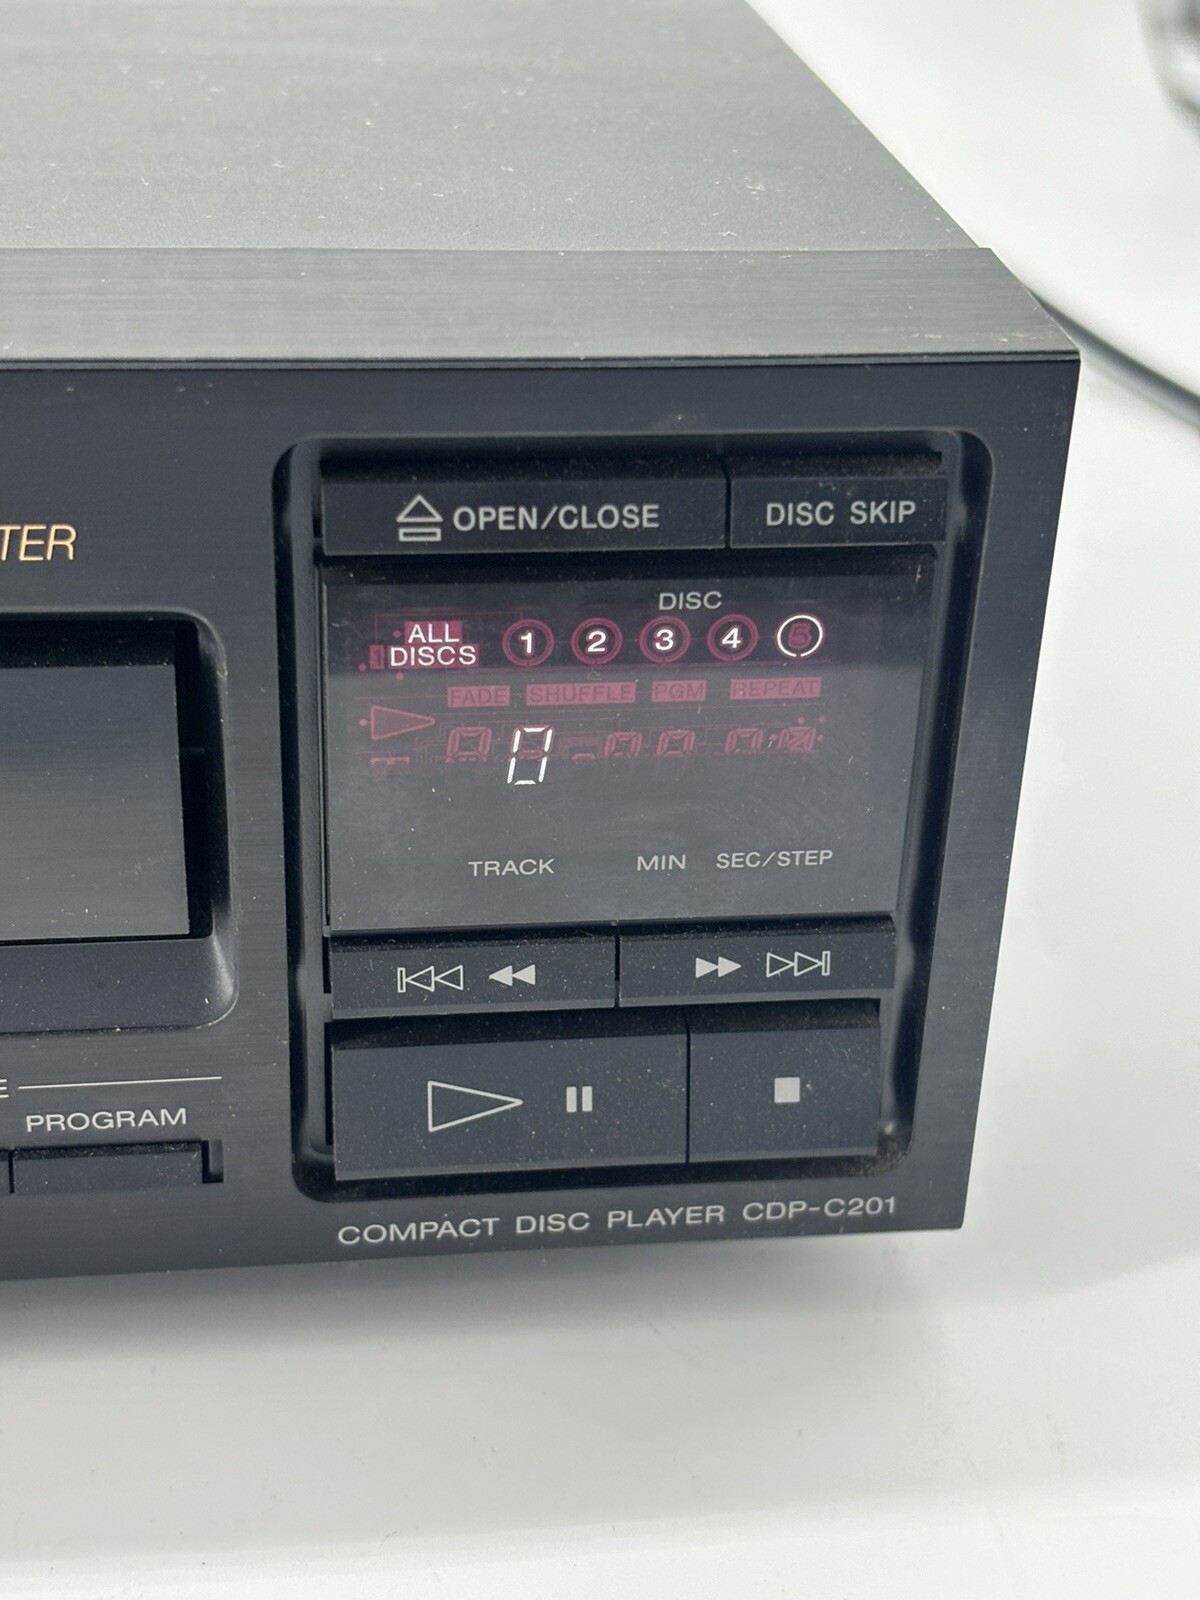 OPEN/CLOSE DISC SKIP
TER
DISC
ALL DISCS 1 2 3 4 5
FADE SHUFFLE PGM REPEAT
0
TRACK MIN SEC/STEP
E
PROGRAM
COMPACT DISC PLAYER CDP-C201